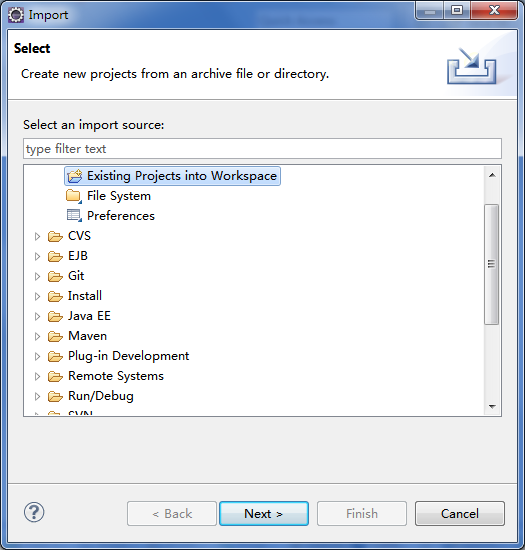 Import
Select
Create new projects from an archive file or directory.
Select an import source:
type filter text
Existing Projects into Workspace
File System
Preferences
CVS
EJB
Git
Install
Java EE
Maven
Plug-in Development
Remote Systems
Run/Debug
SVN
< Back
Next >
Finish
Cancel